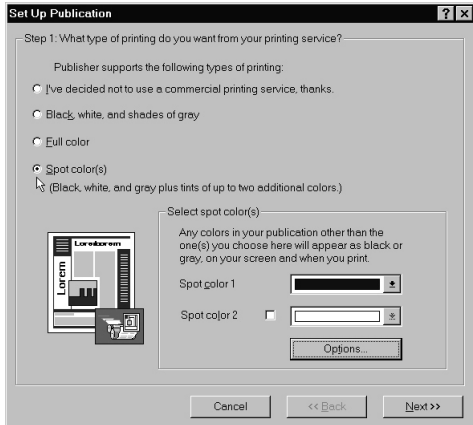 Set Up Publication
Step 1: What type of printing do you want from your printing service?
Publisher supports the following types of printing:
I've decided not to use a commercial printing service, thanks.
Black, white, and shades of gray
Full color
Spot color(s)
(Black, white, and gray plus tints of up to two additional colors.)
Select spot color(s)
Any colors in your publication other than the
one(s) you choose here will appear as black or
gray, on your screen and when you print.
Loremlorem
Lorem
Spot color 1
Spot color 2
Options...
Cancel
<< Back
Next >>